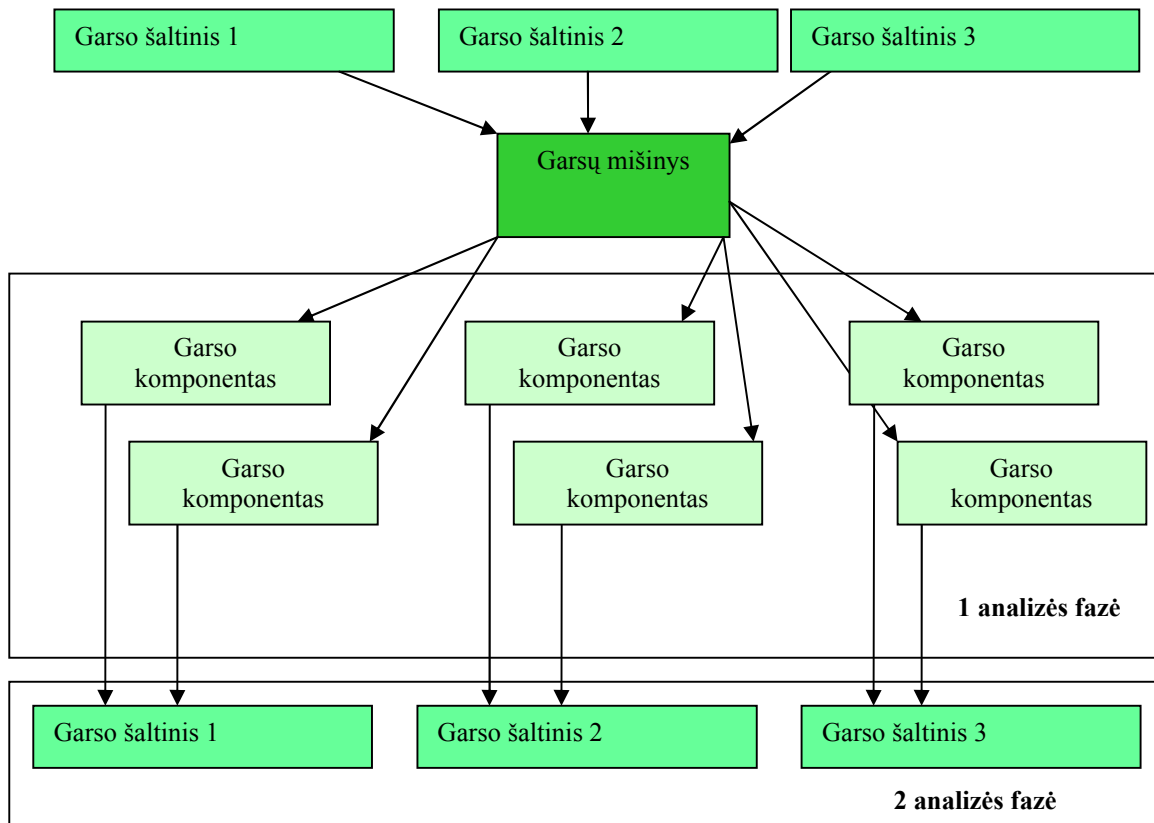 Garso šaltinis 1
Garso šaltinis 2
Garso šaltinis 3
Garsų mišinys
Garso
komponentas
Garso
komponentas
Garso
komponentas
Garso
komponentas
Garso
komponentas
Garso
komponentas
1 analizės fazė
Garso šaltinis 1
Garso šaltinis 2
Garso šaltinis 3
2 analizės fazė